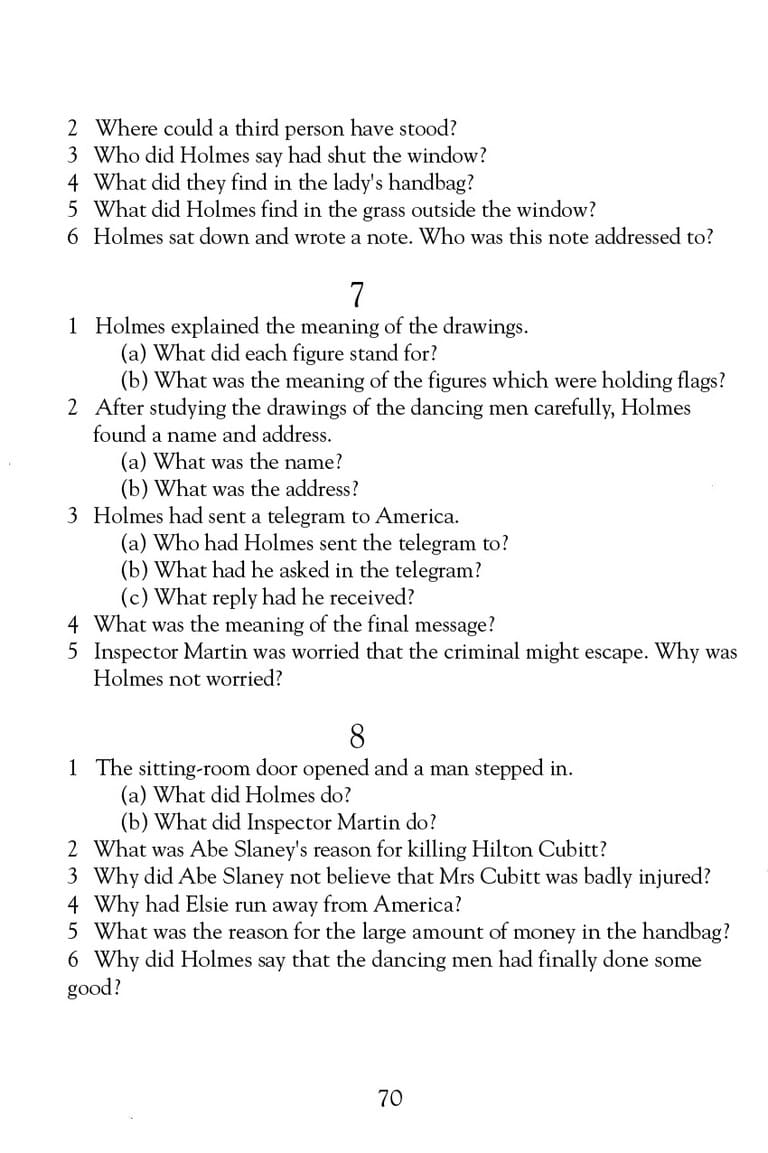 2 Where could a third person have stood?
3 Who did Holmes say had shut the window?
4 What did they find in the lady's handbag?
5 What did Holmes find in the grass outside the window?
6 Holmes sat down and wrote a note. Who was this note addressed to?
7
1 Holmes explained the meaning of the drawings.
(a) What did each figure stand for?
(b) What was the meaning of the figures which were holding flags?
2 After studying the drawings of the dancing men carefully, Holmes
found a name and address.
(a) What was the name?
(b) What was the address?
3 Holmes had sent a telegram to America.
(a) Who had Holmes sent the telegram to?
(b) What had he asked in the telegram?
(c) What reply had he received?
4 What was the meaning of the final message?
5 Inspector Martin was worried that the criminal might escape. Why was
Holmes not worried?
8
1 The sitting-room door opened and a man stepped in.
(a) What did Holmes do?
(b) What did Inspector Martin do?
2 What was Abe Slaney's reason for killing Hilton Cubitt?
3 Why did Abe Slaney not believe that Mrs Cubitt was badly injured?
4 Why had Elsie run away from America?
5 What was the reason for the large amount of money in the handbag?
6 Why did Holmes say that the dancing men had finally done some
good?
70